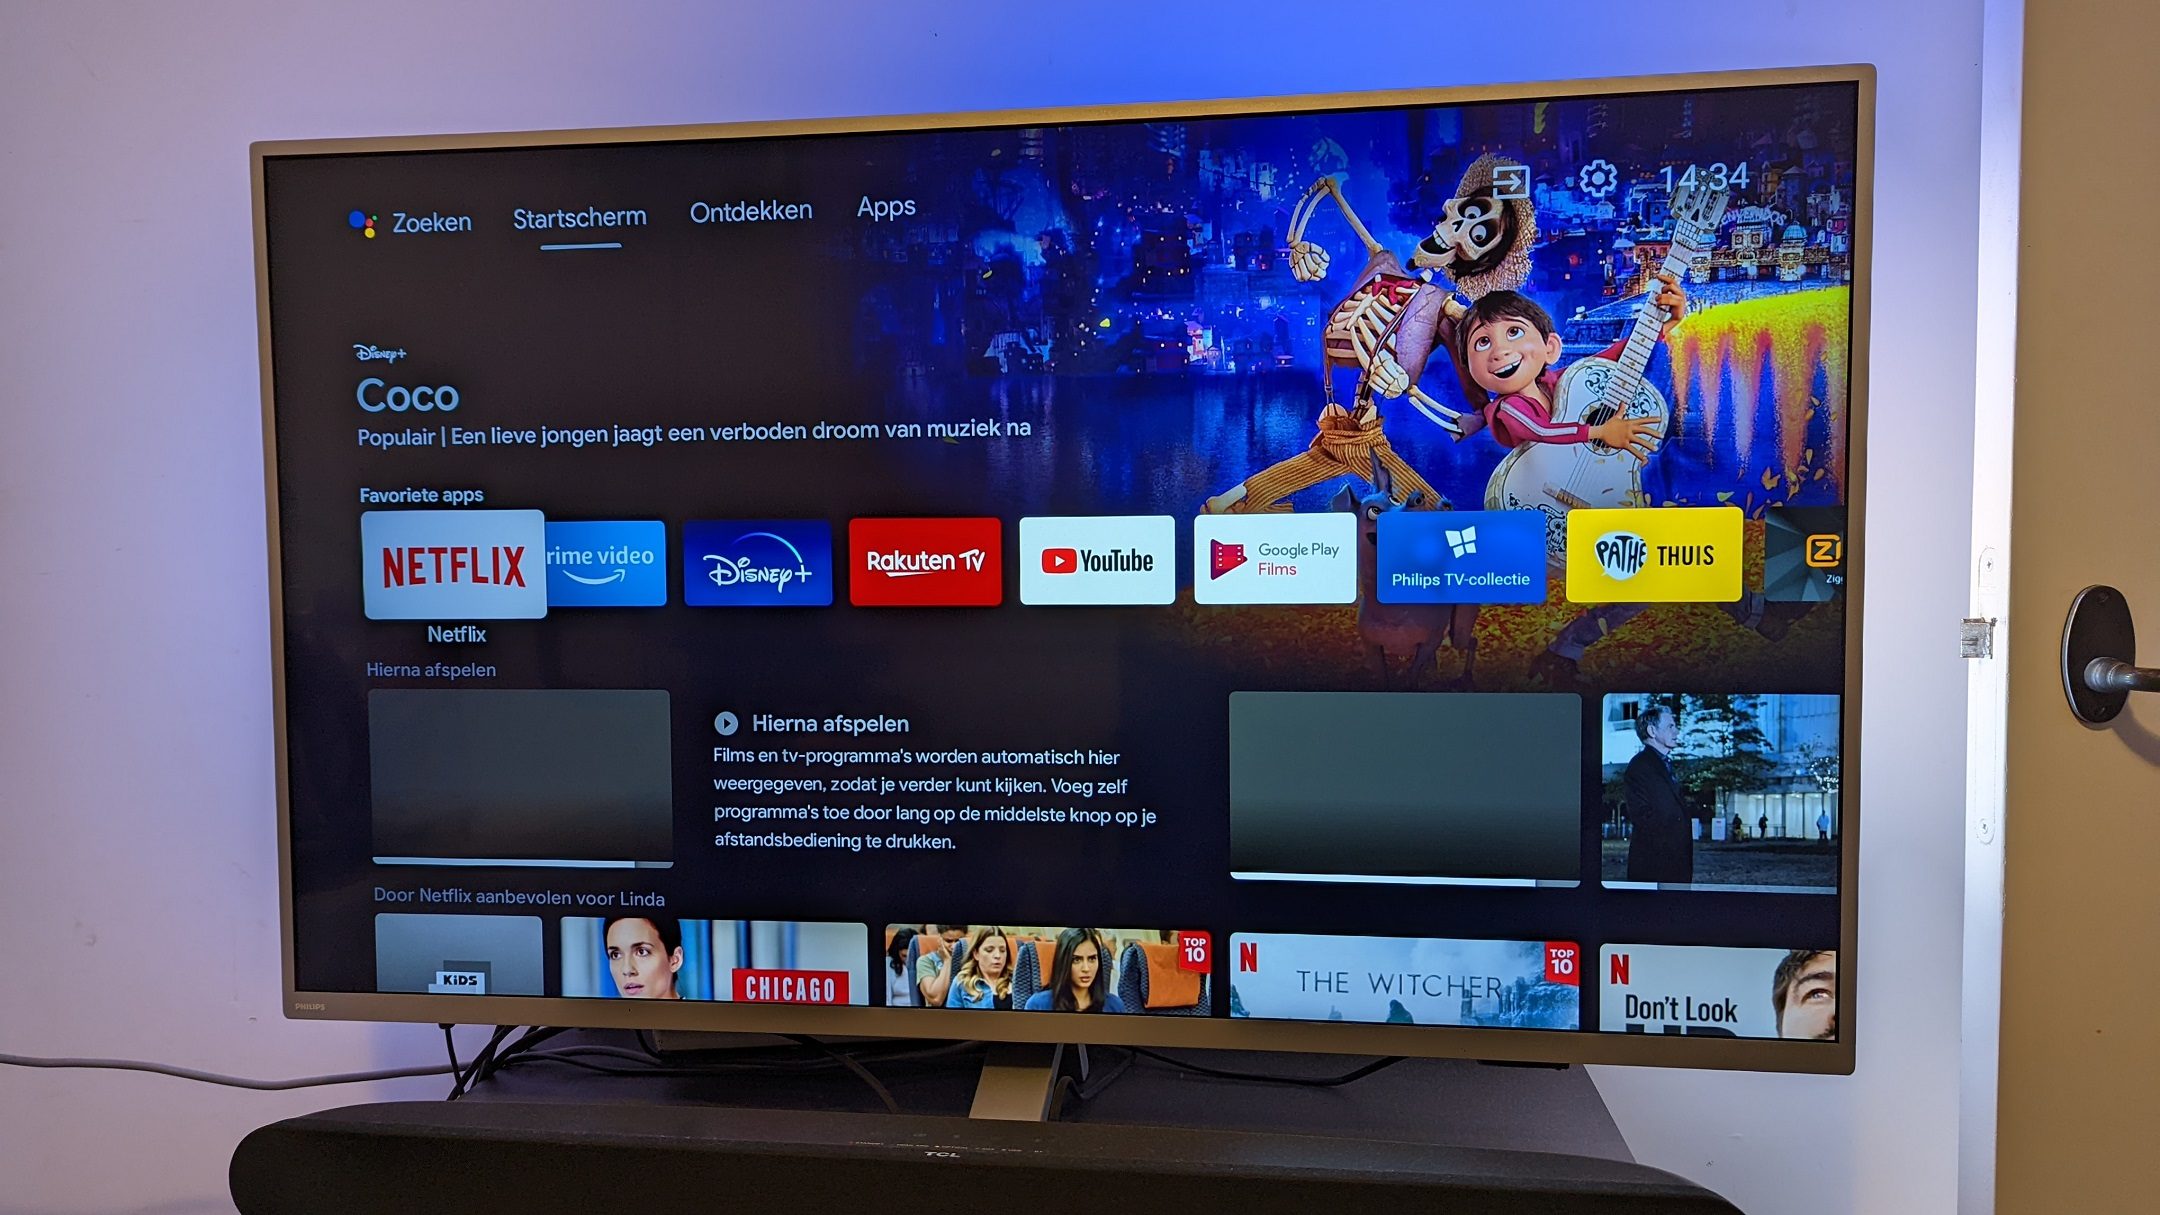 Zoeken Startscherm Ontdekken Apps 14:34
BIENVENIDOS
Disney+
Coco
Populair | Een lieve jongen jaagt een verboden droom van muziek na
Favoriete apps
NETFLIX rime video Disney+ Rakuten TV YouTube Google Play Films Philips TV-collectie PATHÉ THUIS Z
Zigg
Netflix
Hierna afspelen
Hierna afspelen
Films en tv-programma's worden automatisch hier
weergegeven, zodat je verder kunt kijken. Voeg zelf
programma's toe door lang op de middelste knop op je
afstandsbediening te drukken.
Door Netflix aanbevolen voor Linda
KiDS
CHICAGO
TOP 10
N THE WITCHER TOP 10
N Don't Look
UP
PHILIPS
TCL